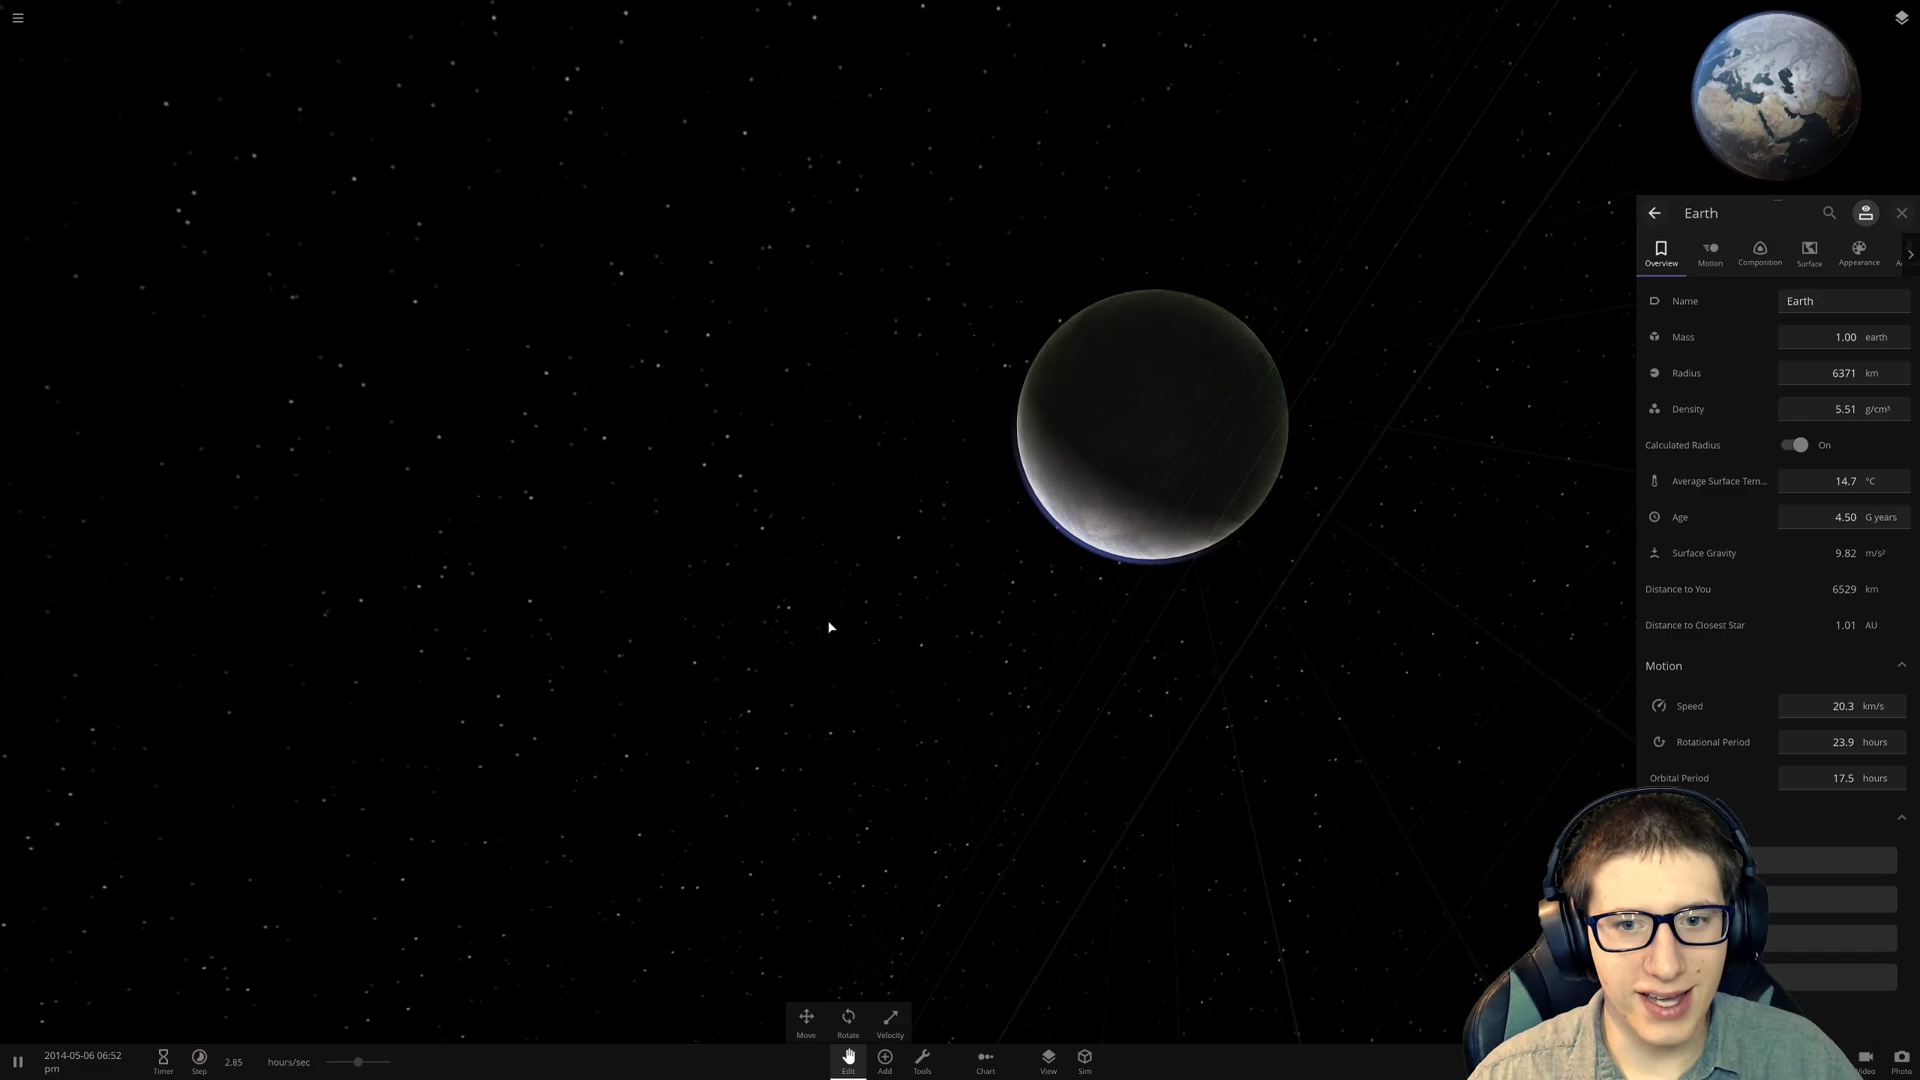 Earth
Overview
Motion
Composition
Surface
Appearance
Name Earth
Mass 1.00 earth
Radius 6371 km
Density 5.51 g/cm³
Calculated Radius On
Average Surface Tem... 14.7 °C
Age 4.50 G years
Surface Gravity 9.82 m/s²
Distance to You 6529 km
Distance to Closest Star 1.01 AU
Motion
Speed 20.3 km/s
Rotational Period 23.9 hours
Orbital Period 17.5 hours
Move Rotate Velocity
2014-05-06 06:52
pm
Timer
Step
2.85 hours/sec
Edit
Add
Tools
Chart
View
Sim
Video
Photo